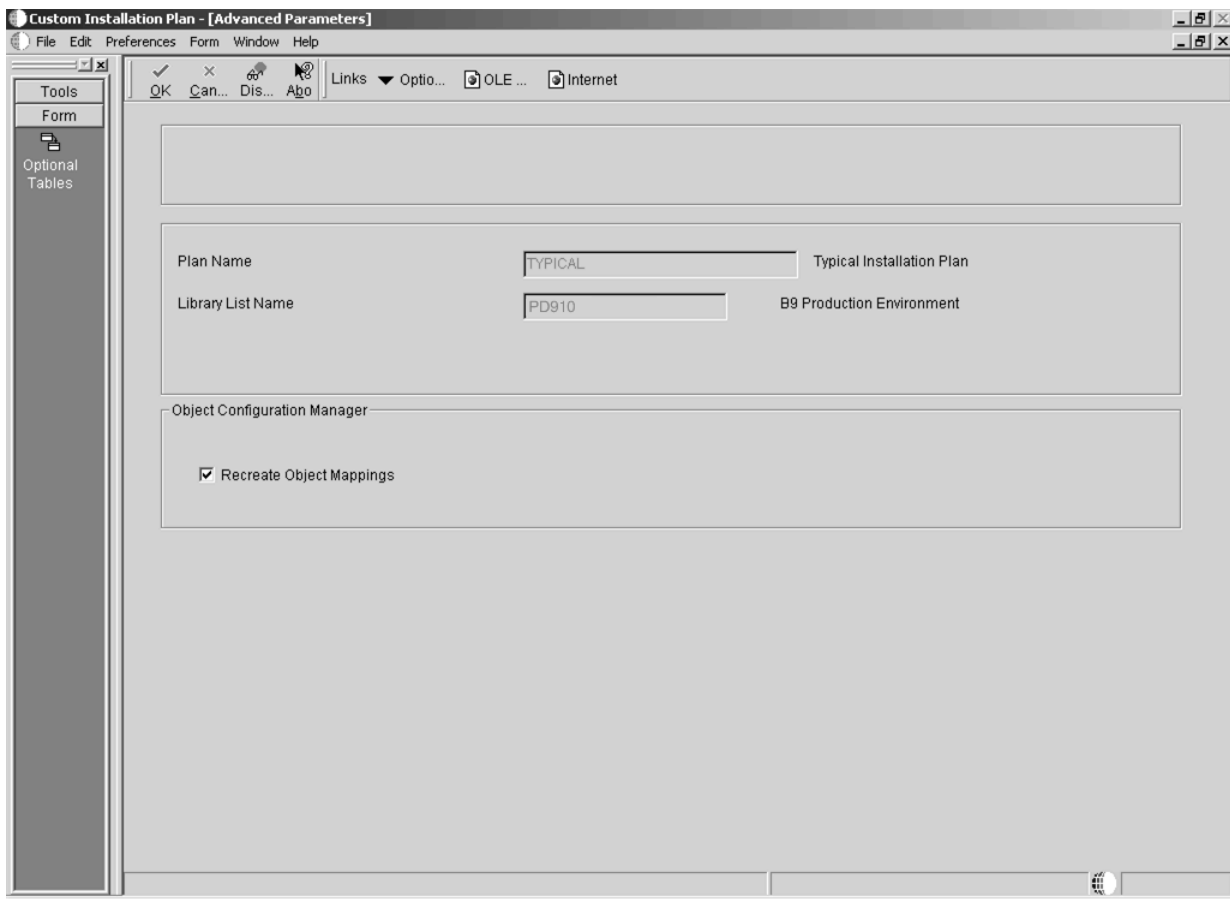 Custom Installation Plan - [Advanced Parameters]
File Edit Preferences Form Window Help
Tools
Form
Optional
Tables
OK Can... Dis... Abo Links Optio... OLE ... Internet
Plan Name TYPICAL Typical Installation Plan
Library List Name PD910 B9 Production Environment
Object Configuration Manager
Recreate Object Mappings